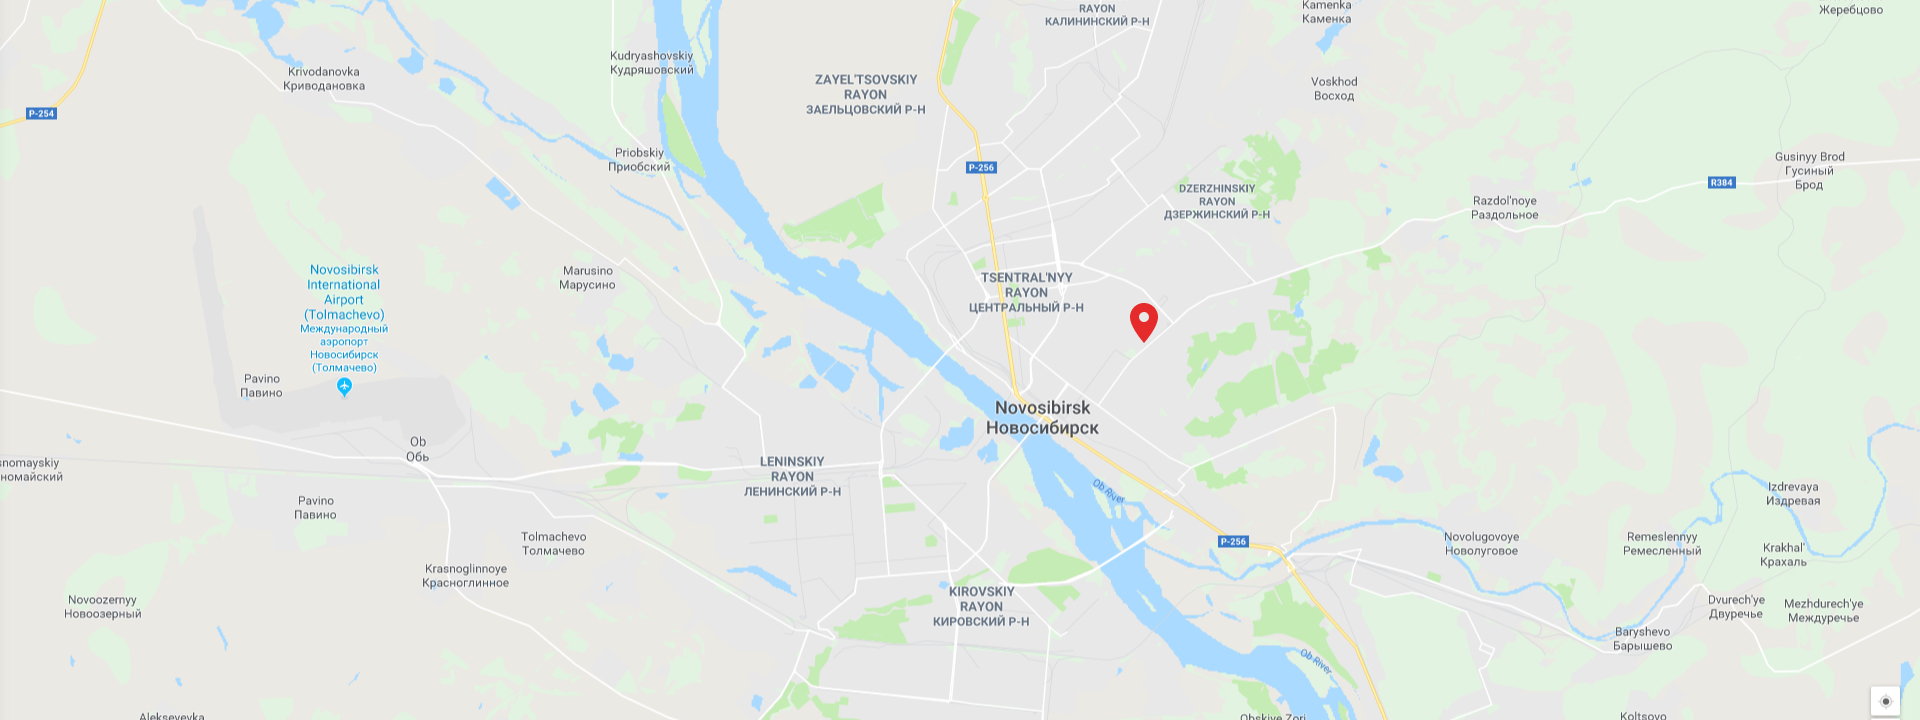 RAYON
КАЛИНИНСКИЙ Р-Н
Kamenka
Каменка
Жеребцово
Kudryashovskiy
Кудряшовский
Krivodanovka
Криводановка
ZAYEL'TSOVSKIY
RAYON
ЗАЕЛЬЦОВСКИЙ Р-Н
Voskhod
Восход
P-254
Priobskiy
Приобский
P-256
Gusinyy Brod
Гусиный
Брод
R384
DZERZHINSKIY
RAYON
ДЗЕРЖИНСКИЙ Р-Н
Razdol'noye
Раздольное
Novosibirsk
International
Airport
(Tolmachevo)
Международный
аэропорт
Новосибирск
(Толмачево)
Marusino
Марусино
TSENTRAL'NYY
RAYON
ЦЕНТРАЛЬНЫЙ Р-Н
Pavino
Павино
Novosibirsk
Новосибирск
Ob
Обь
snomayskiy
номайский
LENINSKIY
RAYON
ЛЕНИНСКИЙ Р-Н
Ob River
Izdrevaya
Издревая
Pavino
Павино
Tolmachevo
Толмачево
P-256
Novolugovoye
Новолуговое
Remeslennyy
Ремесленный
Krakhal'
Крахаль
Krasnoglinnoye
Красноглинное
KIROVSKIY
RAYON
КИРОВСКИЙ Р-Н
Novoozernyy
Новоозерный
Dvurech'ye
Двуречье
Mezhdurech'ye
Междуречье
Baryshevo
Барышево
Ob River
Alekseyevka
Obskiye Zori
Koltsovo